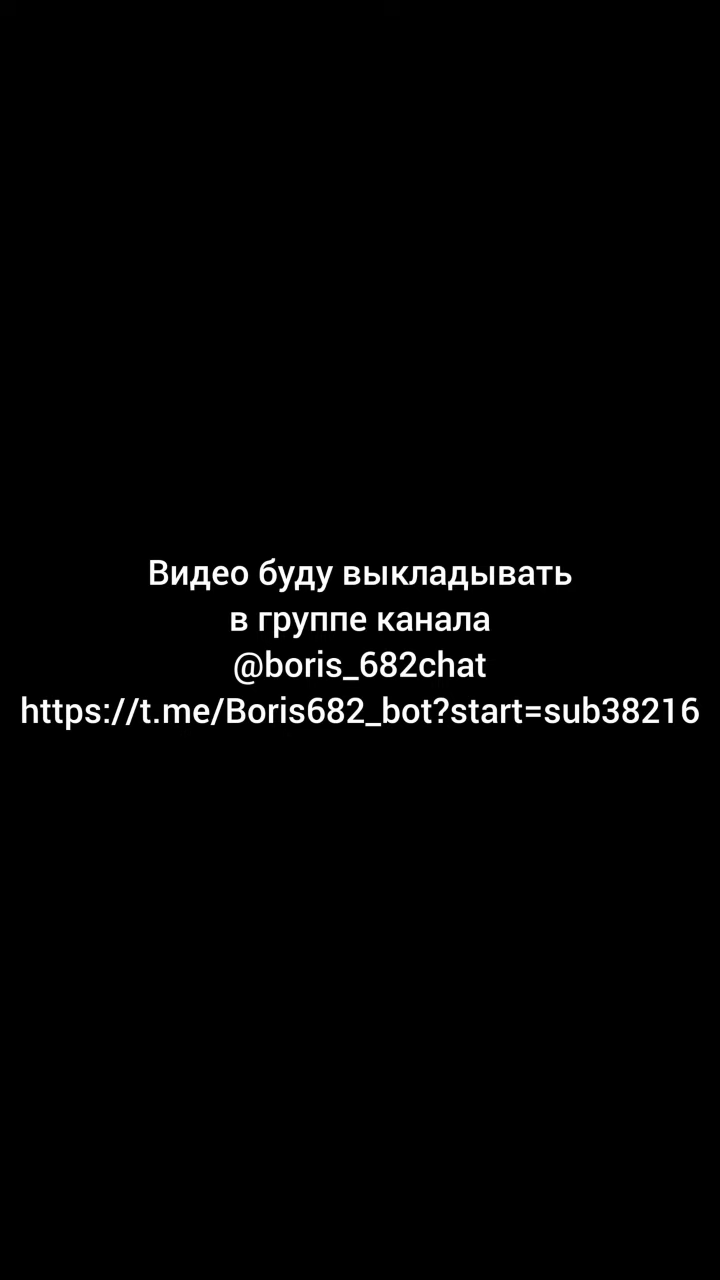 Видео буду выкладывать
в группе канала
@boris_682chat
https://t.me/Boris682_bot?start=sub38216